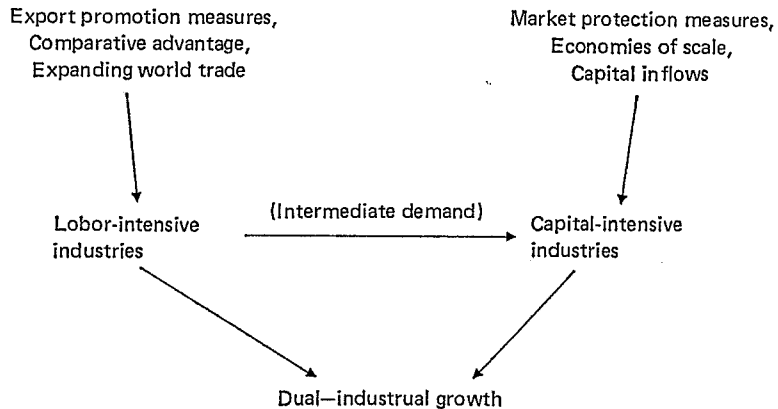 Export promotion measures,
Comparative advantage,
Expanding world trade
Market protection measures,
Economies of scale,
Capital inflows
Lobor-intensive
industries
(Intermediate demand)
Capital-intensive
industries
Dual—industrual growth